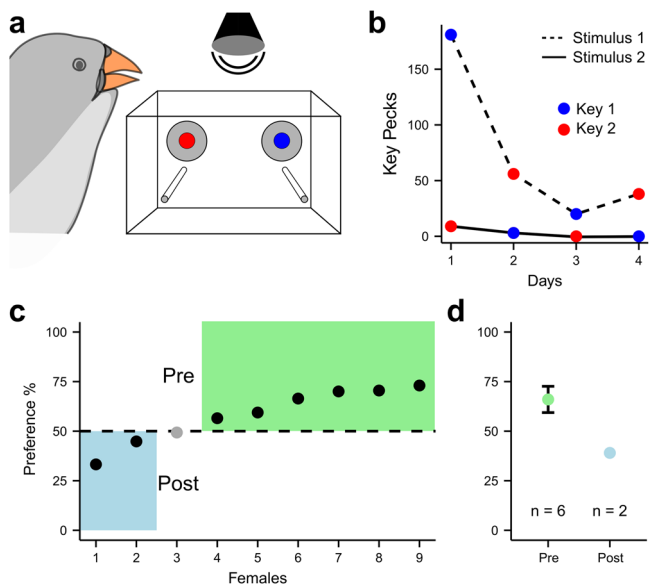 a
b
Key Pecks
150
100
50
0
1 2 3 4
Days
Stimulus 1
Stimulus 2
Key 1
Key 2
c
Preference %
100
75
50
25
0
Pre
Post
1 2 3 4 5 6 7 8 9
Females
d
100
75
50
25
0
n = 6 n = 2
Pre Post